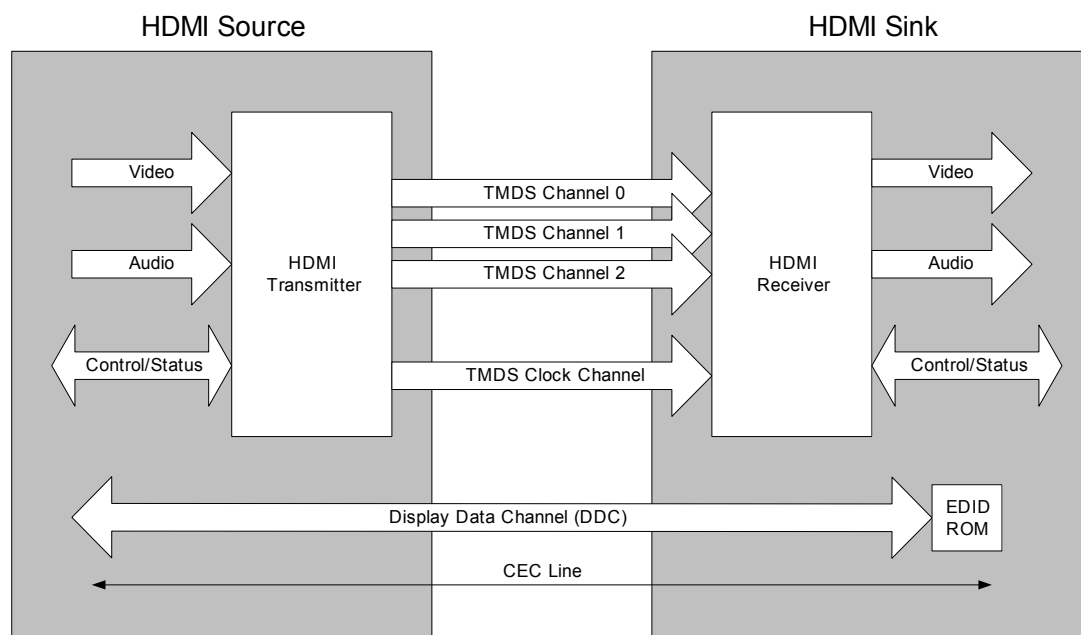 HDMI Source
HDMI Sink
Video
Audio
Control/Status
HDMI
Transmitter
TMDS Channel 0
TMDS Channel 1
TMDS Channel 2
TMDS Clock Channel
HDMI
Receiver
Video
Audio
Control/Status
Display Data Channel (DDC)
EDID
ROM
CEC Line